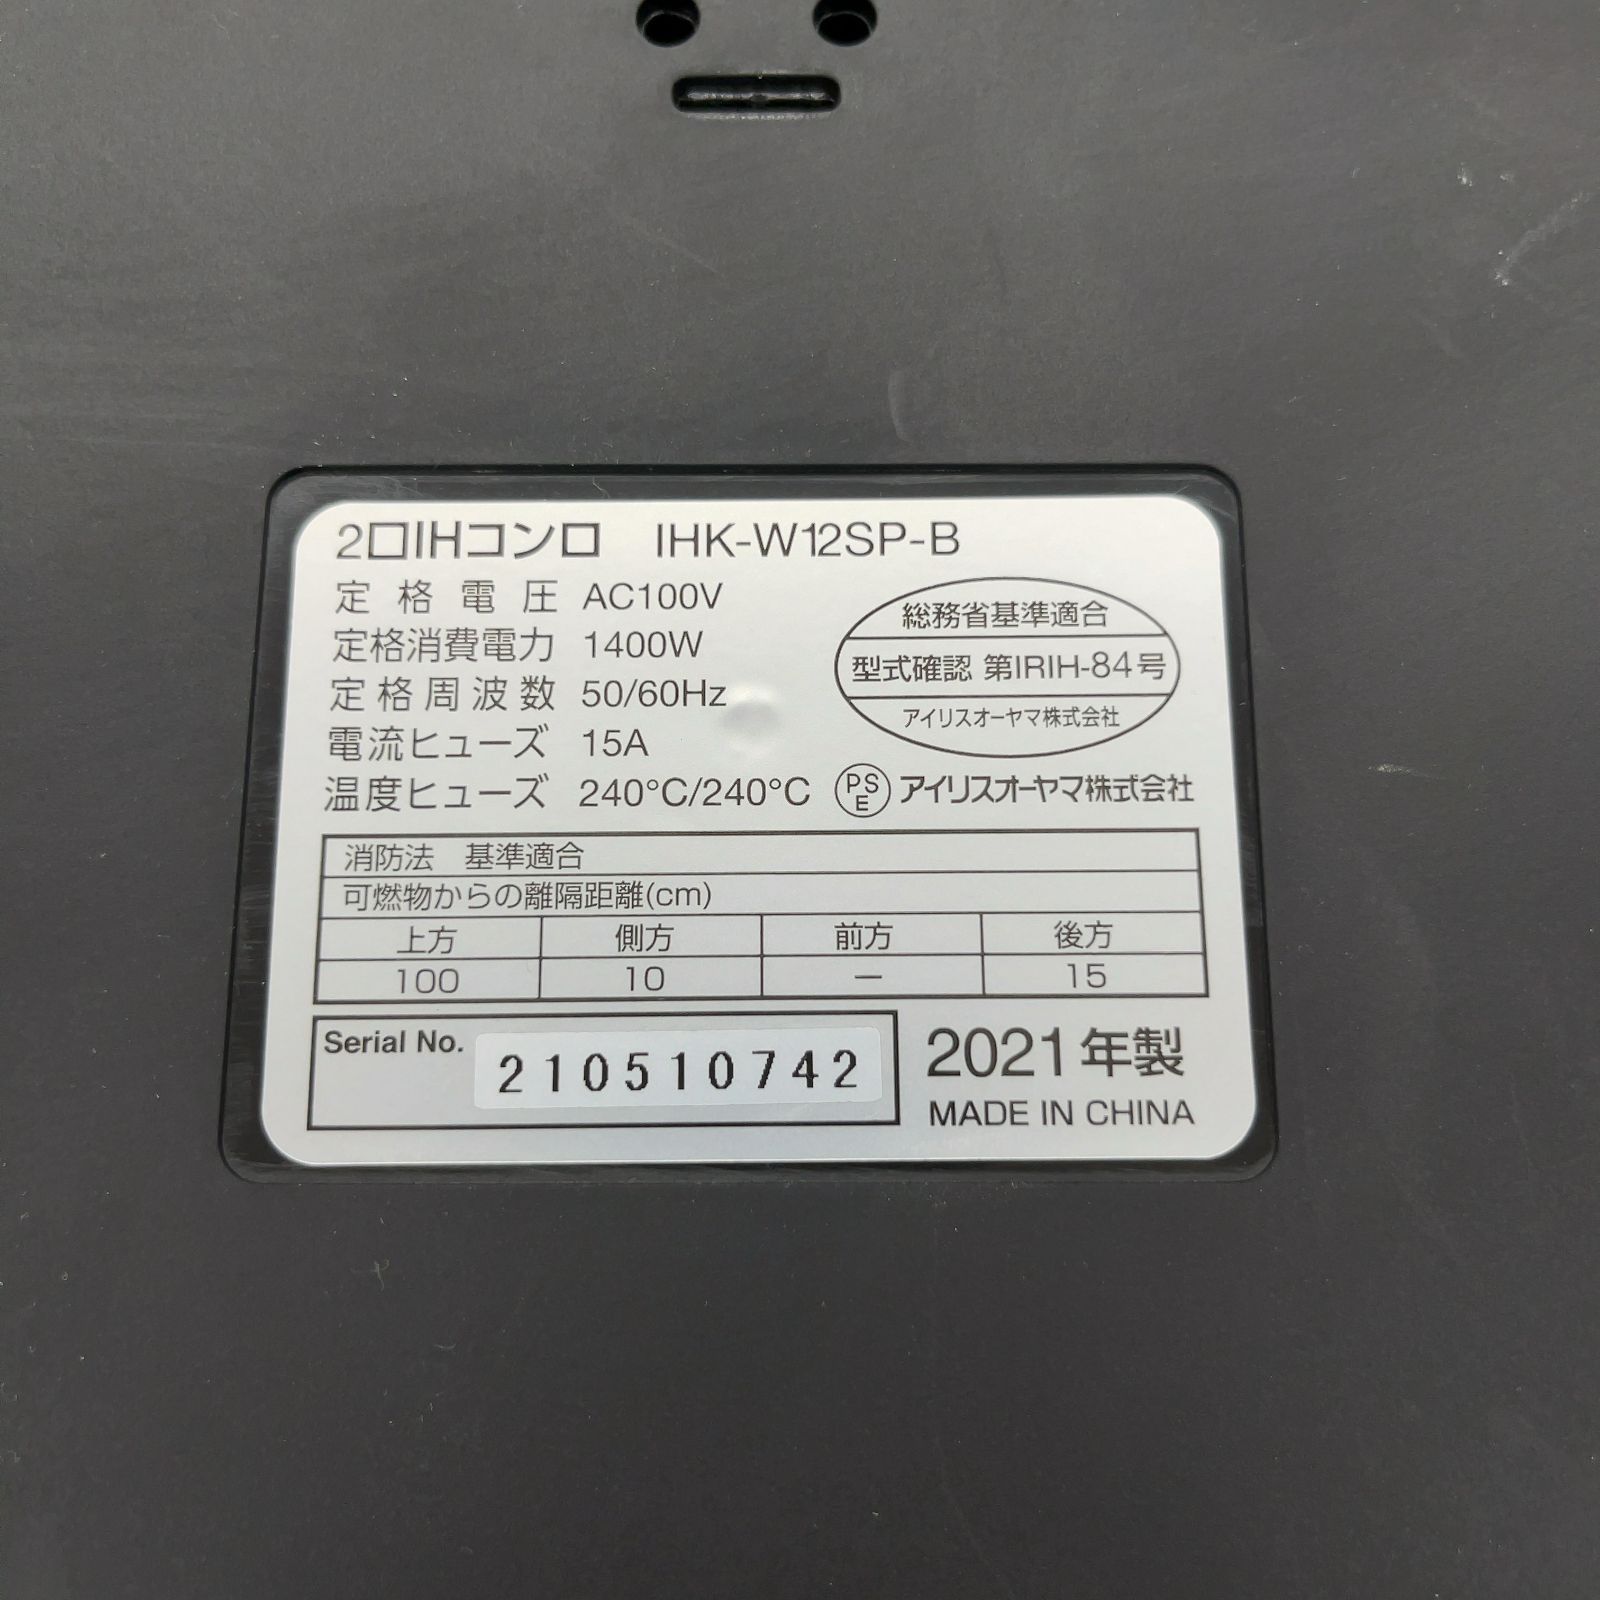 2口IHコンロ IHK-W12SP-B
定格電圧 AC100V
定格消費電力 1400W
定格周波数 50/60Hz
電流ヒューズ 15A
温度ヒューズ 240°C/240°C
総務省基準適合
型式確認 第IRIH-84号
アイリスオーヤマ株式会社
PSE アイリスオーヤマ株式会社
消防法 基準適合
可燃物からの離隔距離(cm)
上方 側方 前方 後方
100 10 — 15
Serial No. 210510742
2021年製
MADE IN CHINA